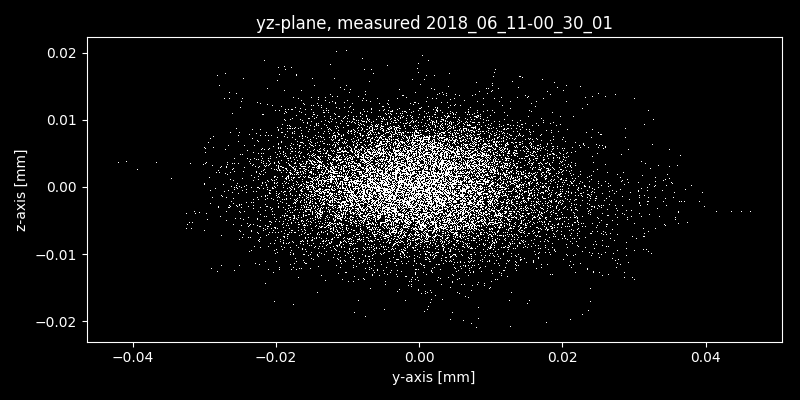 yz-plane, measured 2018_06_11-00_30_01
0.02
0.01
0.00
−0.01
−0.02
z-axis [mm]
−0.04 −0.02 0.00 0.02 0.04
y-axis [mm]